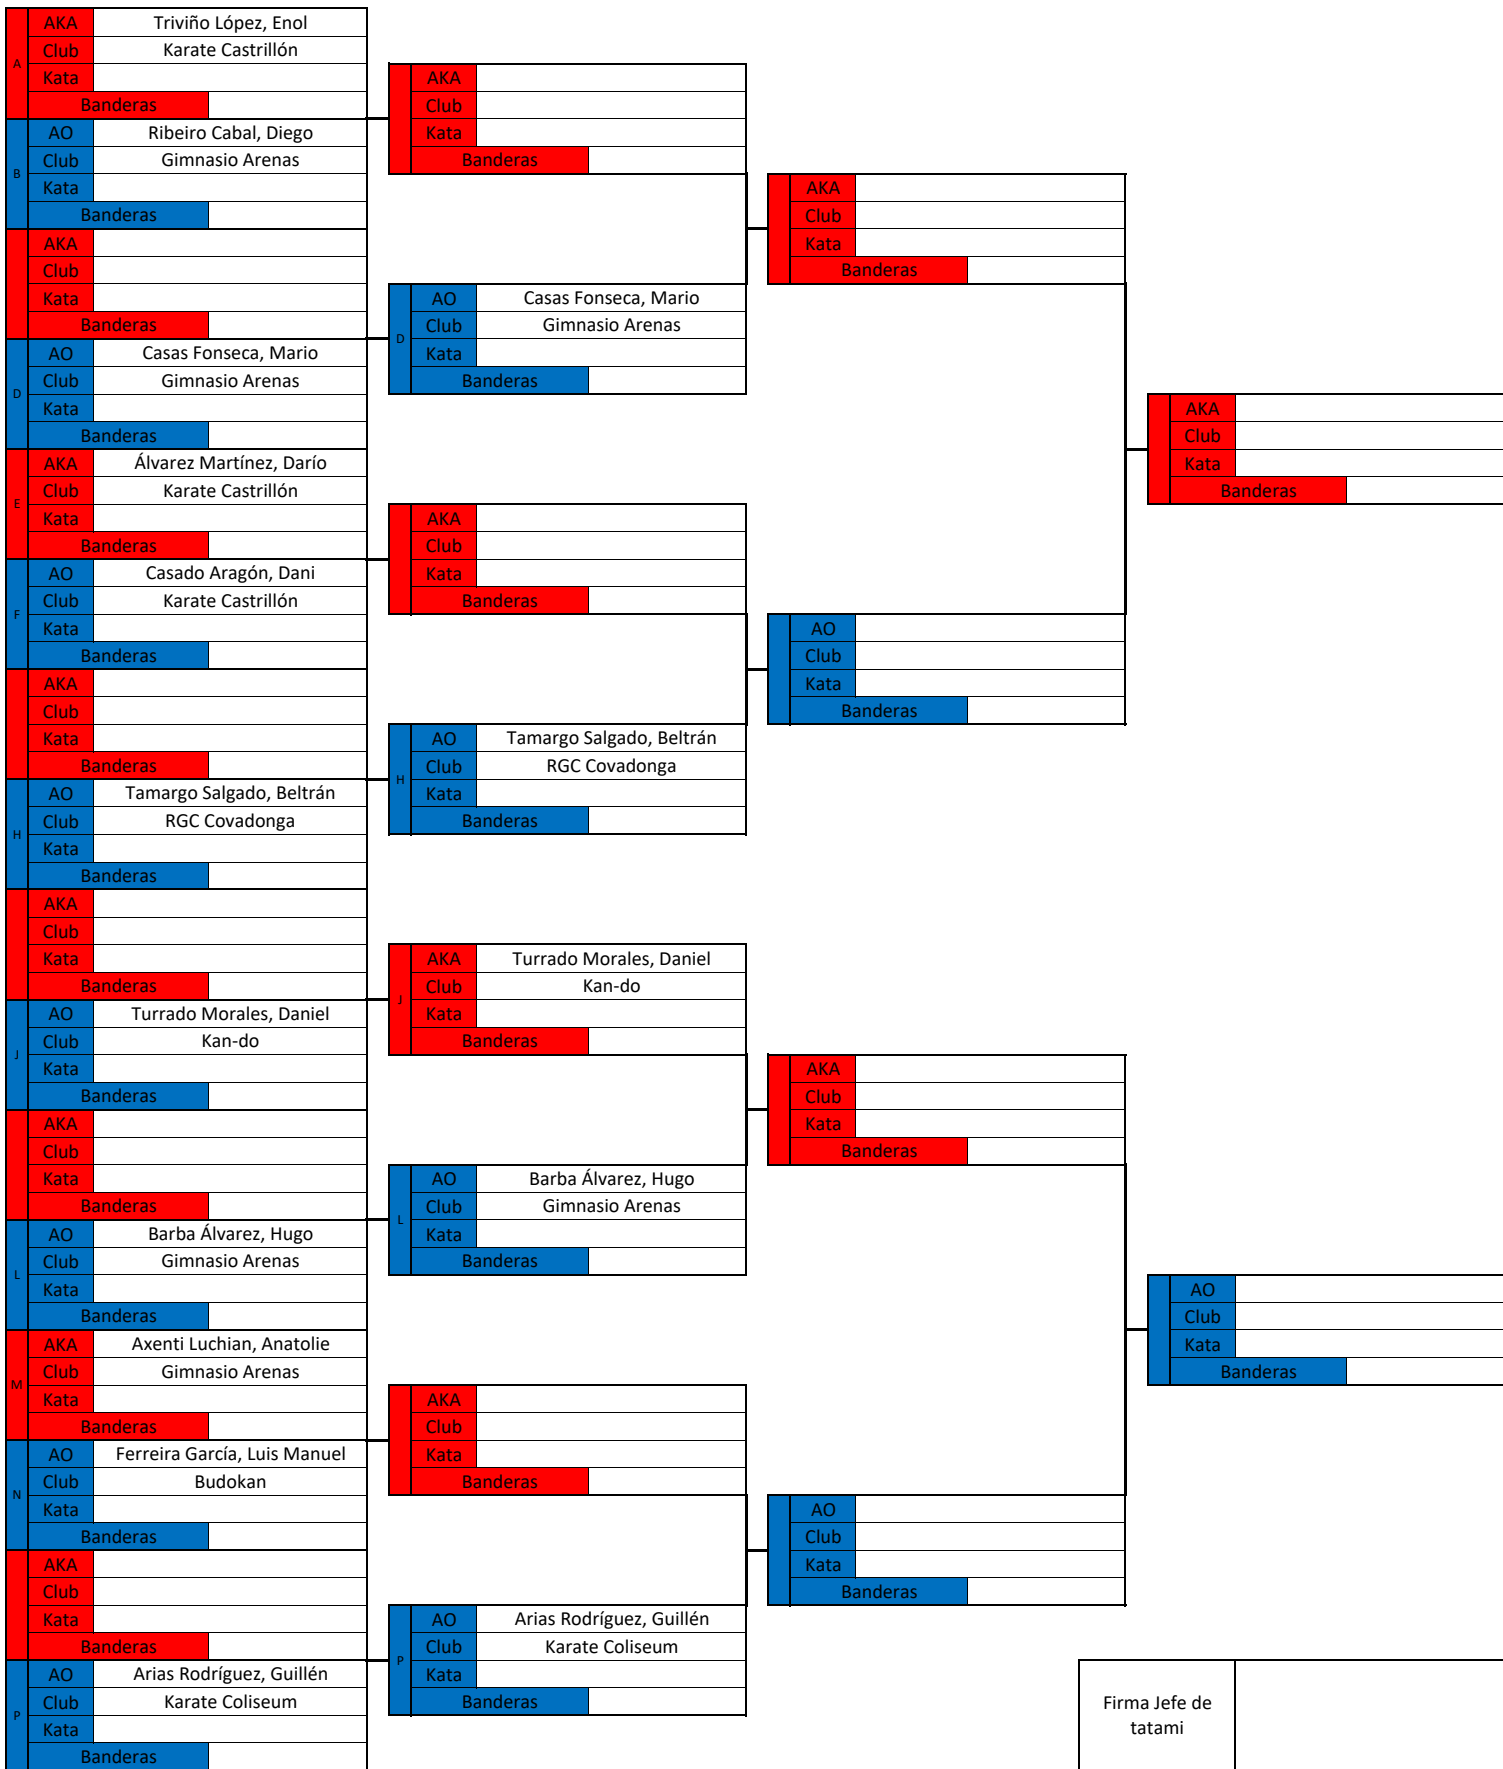 A
AKA Triviño López, Enol
Club Karate Castrillón
Kata
Banderas
B
AO Ribeiro Cabal, Diego
Club Gimnasio Arenas
Kata
Banderas
AKA
Club
Kata
Banderas
D
AO Casas Fonseca, Mario
Club Gimnasio Arenas
Kata
Banderas
E
AKA Álvarez Martínez, Darío
Club Karate Castrillón
Kata
Banderas
F
AO Casado Aragón, Dani
Club Karate Castrillón
Kata
Banderas
AKA
Club
Kata
Banderas
H
AO Tamargo Salgado, Beltrán
Club RGC Covadonga
Kata
Banderas
AKA
Club
Kata
Banderas
J
AO Turrado Morales, Daniel
Club Kan-do
Kata
Banderas
AKA
Club
Kata
Banderas
L
AO Barba Álvarez, Hugo
Club Gimnasio Arenas
Kata
Banderas
M
AKA Axenti Luchian, Anatolie
Club Gimnasio Arenas
Kata
Banderas
N
AO Ferreira García, Luis Manuel
Club Budokan
Kata
Banderas
AKA
Club
Kata
Banderas
P
AO Arias Rodríguez, Guillén
Club Karate Coliseum
Kata
Banderas
AKA
Club
Kata
Banderas
D
AO Casas Fonseca, Mario
Club Gimnasio Arenas
Kata
Banderas
AKA
Club
Kata
Banderas
H
AO Tamargo Salgado, Beltrán
Club RGC Covadonga
Kata
Banderas
J
AKA Turrado Morales, Daniel
Club Kan-do
Kata
Banderas
L
AO Barba Álvarez, Hugo
Club Gimnasio Arenas
Kata
Banderas
AKA
Club
Kata
Banderas
P
AO Arias Rodríguez, Guillén
Club Karate Coliseum
Kata
Banderas
AKA
Club
Kata
Banderas
AO
Club
Kata
Banderas
AKA
Club
Kata
Banderas
AO
Club
Kata
Banderas
AKA
Club
Kata
Banderas
AO
Club
Kata
Banderas
Firma Jefe de
tatami